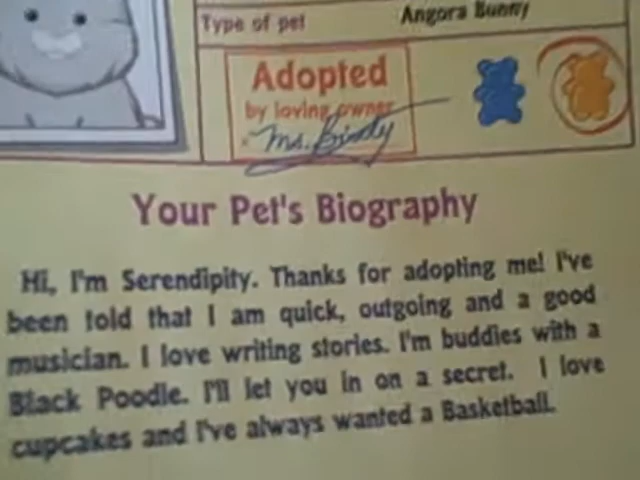 Type of pet Angora Bunny
Adopted
by loving owner
Ms. Birdy
Your Pet's Biography
Hi, I'm Serendipity. Thanks for adopting me! I've
been told that I am quick, outgoing and a good
musician. I love writing stories. I'm buddies with a
Black Poodle. I'll let you in on a secret. I love
cupcakes and I've always wanted a Basketball.